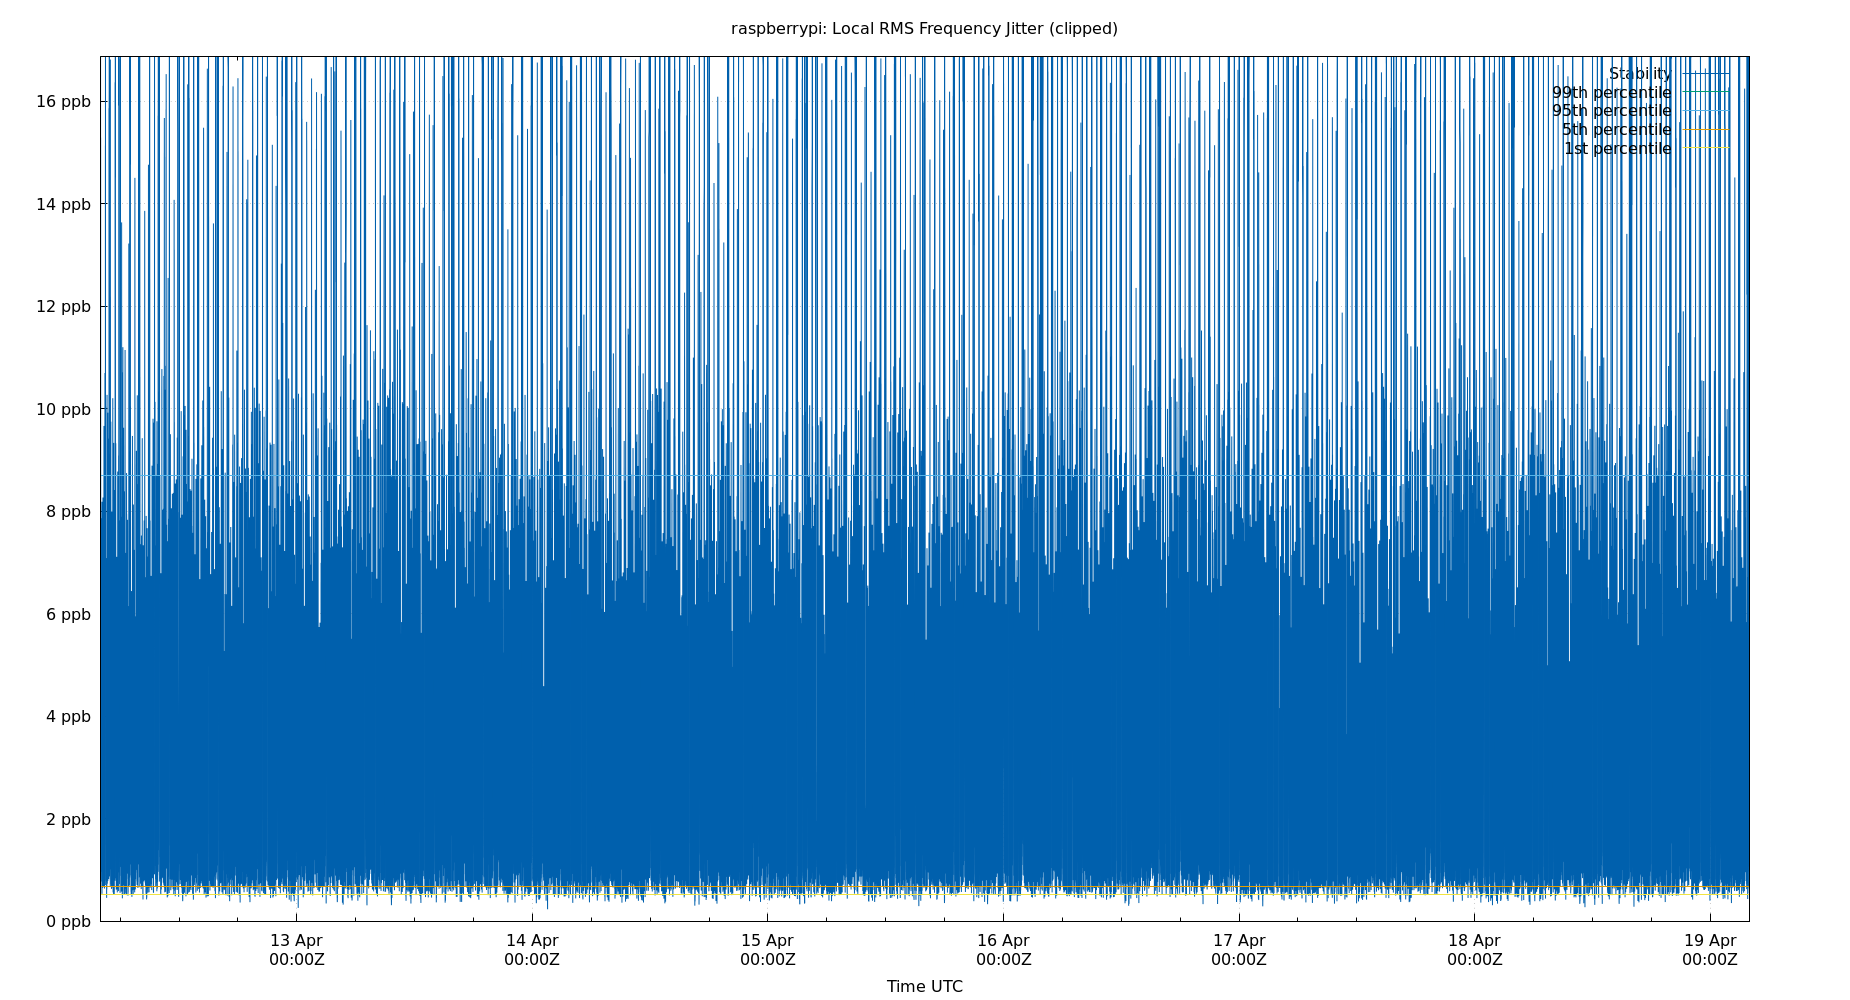 raspberrypi: Local RMS Frequency Jitter (clipped)
Stability
99th percentile
95th percentile
5th percentile
1st percentile
16 ppb
14 ppb
12 ppb
10 ppb
8 ppb
6 ppb
4 ppb
2 ppb
0 ppb
13 Apr 14 Apr 15 Apr 16 Apr 17 Apr 18 Apr 19 Apr
00:00Z 00:00Z 00:00Z 00:00Z 00:00Z 00:00Z 00:00Z
Time UTC